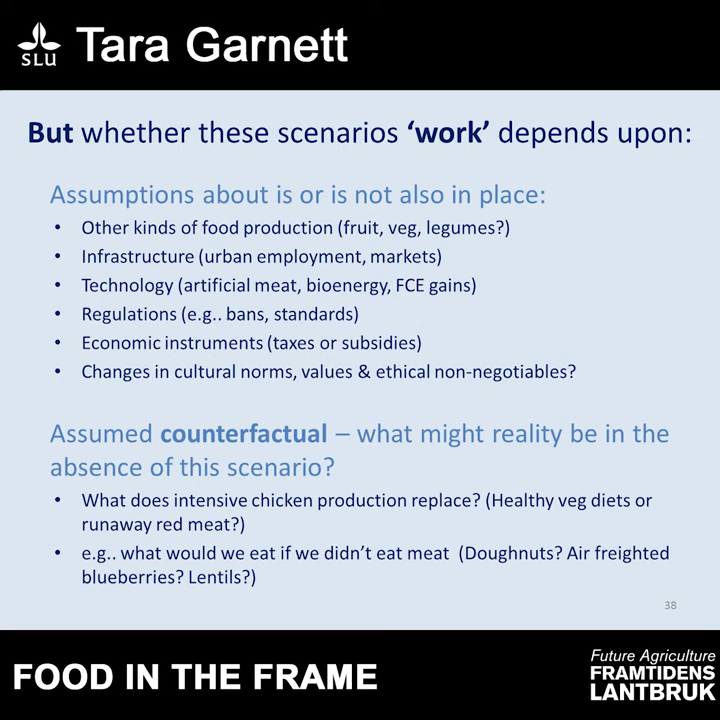 SLU
Tara Garnett
But whether these scenarios ‘work’ depends upon:
Assumptions about is or is not also in place:
• Other kinds of food production (fruit, veg, legumes?)
• Infrastructure (urban employment, markets)
• Technology (artificial meat, bioenergy, FCE gains)
• Regulations (e.g.. bans, standards)
• Economic instruments (taxes or subsidies)
• Changes in cultural norms, values & ethical non-negotiables?
Assumed counterfactual – what might reality be in the
absence of this scenario?
• What does intensive chicken production replace? (Healthy veg diets or
runaway red meat?)
• e.g.. what would we eat if we didn’t eat meat (Doughnuts? Air freighted
blueberries? Lentils?)
38
FOOD IN THE FRAME
Future Agriculture
FRAMTIDENS
LANTBRUK